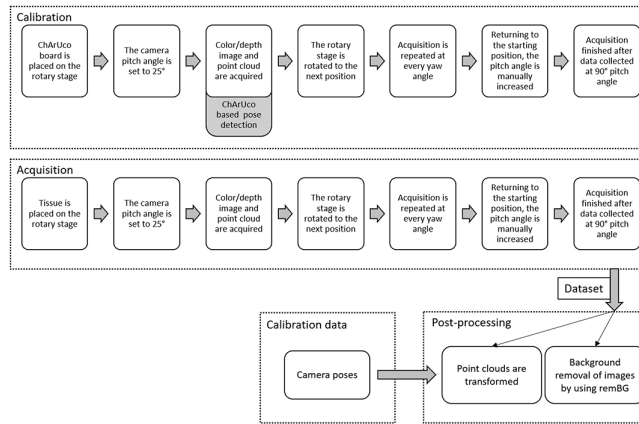 Calibration
ChArUco
board is
placed on the
rotary stage
The camera
pitch angle is
set to 25°
Color/depth
image and
point cloud
are acquired
ChArUco
based pose
detection
The rotary
stage is
rotated to the
next position
Acquisition is
repeated at
every yaw
angle
Returning to
the starting
position, the
pitch angle is
manually
increased
Acquisition
finished after
data collected
at 90° pitch
angle
Acquisition
Tissue is
placed on the
rotary stage
The camera
pitch angle is
set to 25°
Color/depth
image and
point cloud
are acquired
The rotary
stage is
rotated to the
next position
Acquisition is
repeated at
every yaw
angle
Returning to
the starting
position, the
pitch angle is
manually
increased
Acquisition
finished after
data collected
at 90° pitch
angle
Dataset
Calibration data
Camera poses
Post-processing
Point clouds are
transformed
Background
removal of images
by using remBG